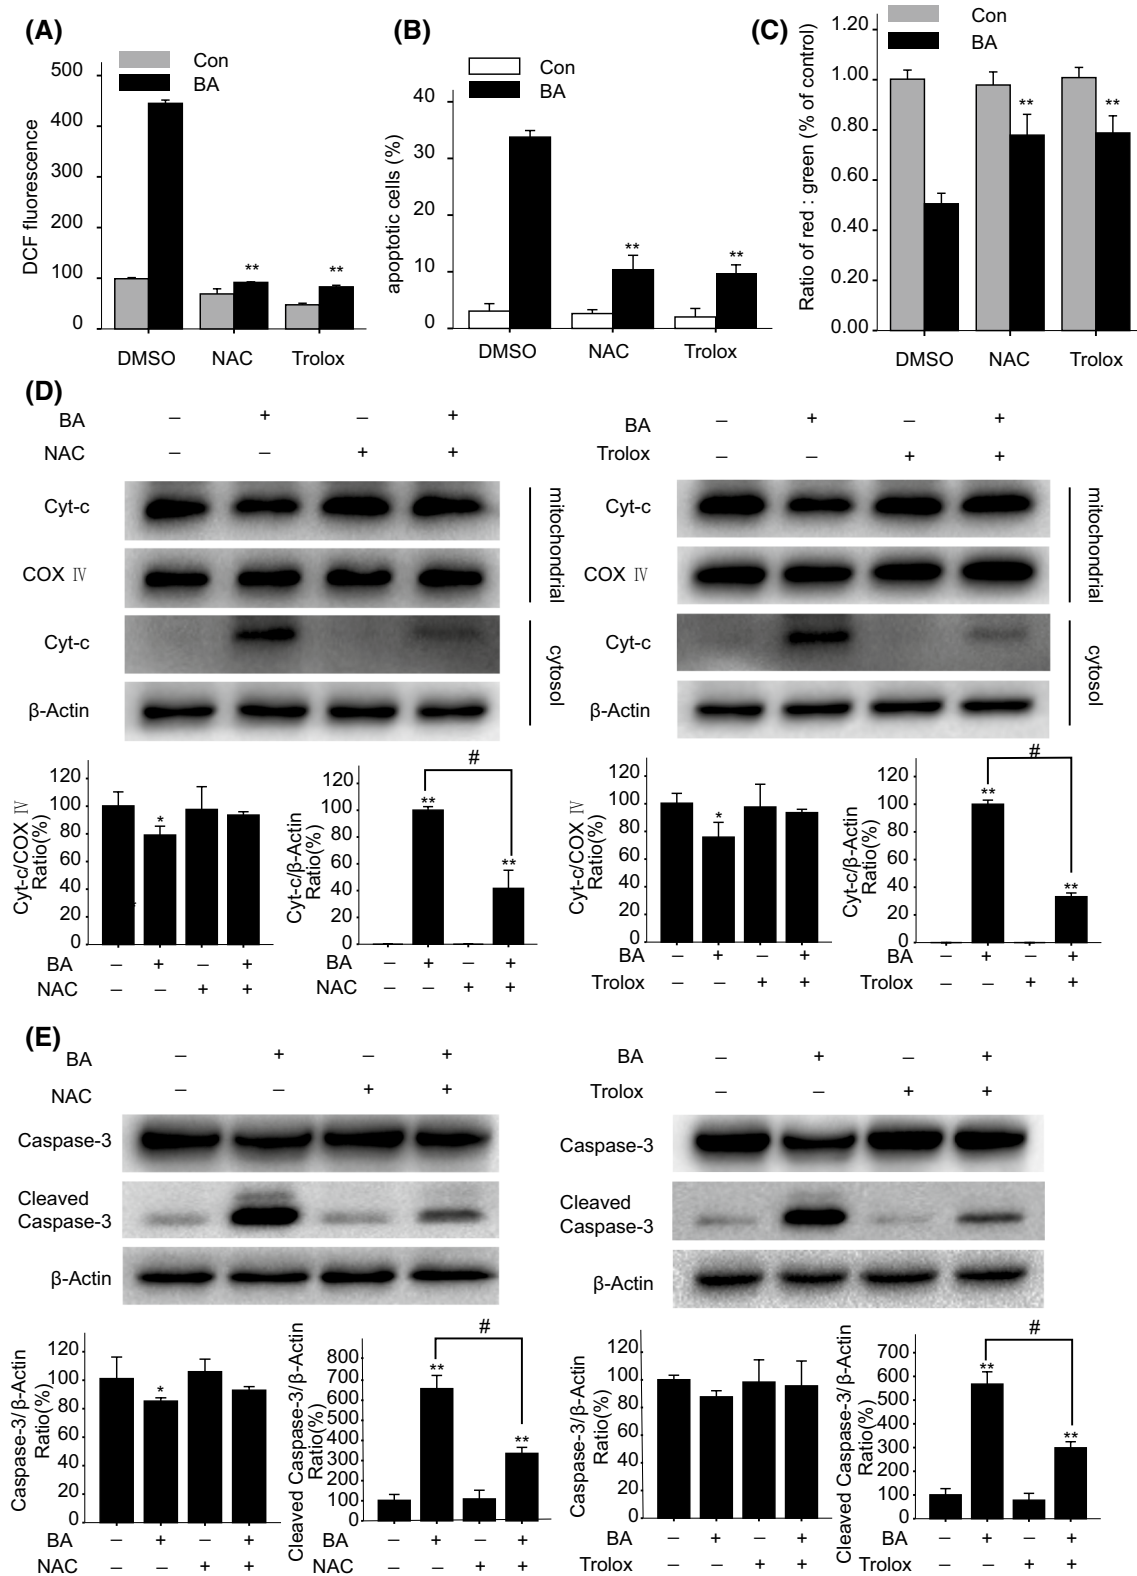 (A)
Con
BA
500
400
300
200
100
0
DCF fluorescence
**
**
DMSO NAC Trolox
(B)
Con
BA
40
30
20
10
0
apoptotic cells (%)
**
**
DMSO NAC Trolox
(C)
Con
BA
1.20
1.00
0.80
0.60
0.40
0.20
0.00
Ratio of red : green (% of control)
**
**
DMSO NAC Trolox
(D)
BA – + – +
NAC – – + +
Cyt-c
COX Ⅳ
mitochondrial
Cyt-c
β-Actin
cytosol
BA – + – +
Trolox – – + +
Cyt-c
COX Ⅳ
mitochondrial
Cyt-c
β-Actin
cytosol
Cyt-c/COX Ⅳ
Ratio(%)
120
100
80
60
40
20
0
*
BA – + – +
NAC – – + +
Cyt-c/β-Actin
Ratio(%)
120
100
80
60
40
20
0
**
#
**
BA – + – +
NAC – – + +
Cyt-c/COX Ⅳ
Ratio(%)
120
100
80
60
40
20
0
*
BA – + – +
Trolox – – + +
Cyt-c/β-Actin
Ratio(%)
120
100
80
60
40
20
0
**
#
**
BA – + – +
Trolox – – + +
(E)
BA – + – +
NAC – – + +
Caspase-3
Cleaved
Caspase-3
β-Actin
BA – + – +
Trolox – – + +
Caspase-3
Cleaved
Caspase-3
β-Actin
Caspase-3/β-Actin
Ratio(%)
120
100
80
60
40
20
0
*
BA – + – +
NAC – – + +
Cleaved Caspase-3/β-Actin
Ratio(%)
800
700
600
500
400
300
200
100
0
**
#
**
BA – + – +
NAC – – + +
Caspase-3/β-Actin
Ratio(%)
120
100
80
60
40
20
0
BA – + – +
Trolox – – + +
Cleaved Caspase-3/β-Actin
Ratio(%)
700
600
500
400
300
200
100
0
**
#
**
BA – + – +
Trolox – – + +